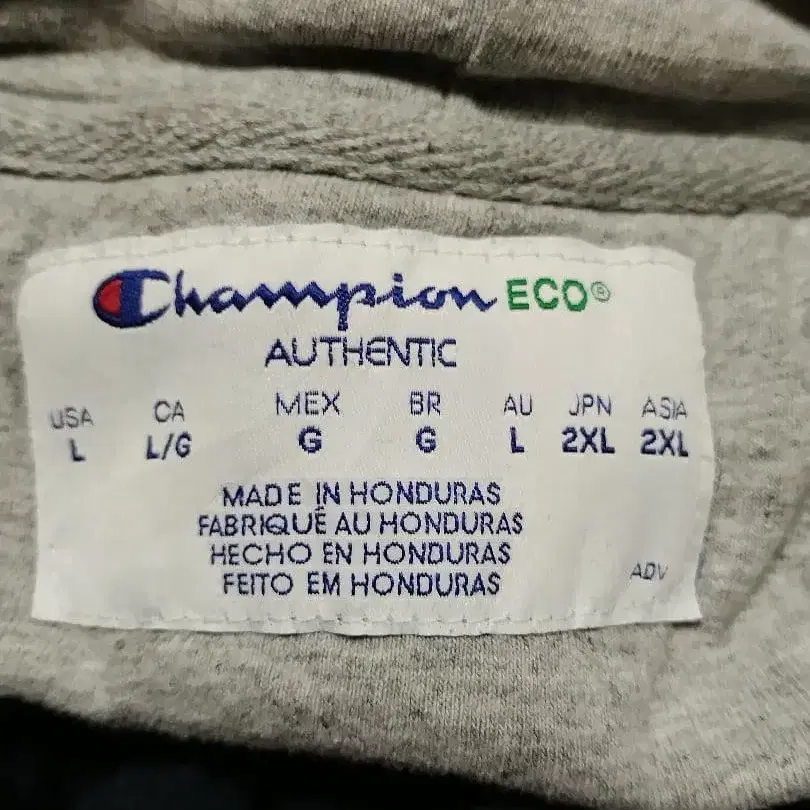 Champion ECO®
AUTHENTIC
USA CA MEX BR AU JPN ASIA
L L/G G G L 2XL 2XL
MADE IN HONDURAS
FABRIQUÉ AU HONDURAS
HECHO EN HONDURAS
FEITO EM HONDURAS
ADV